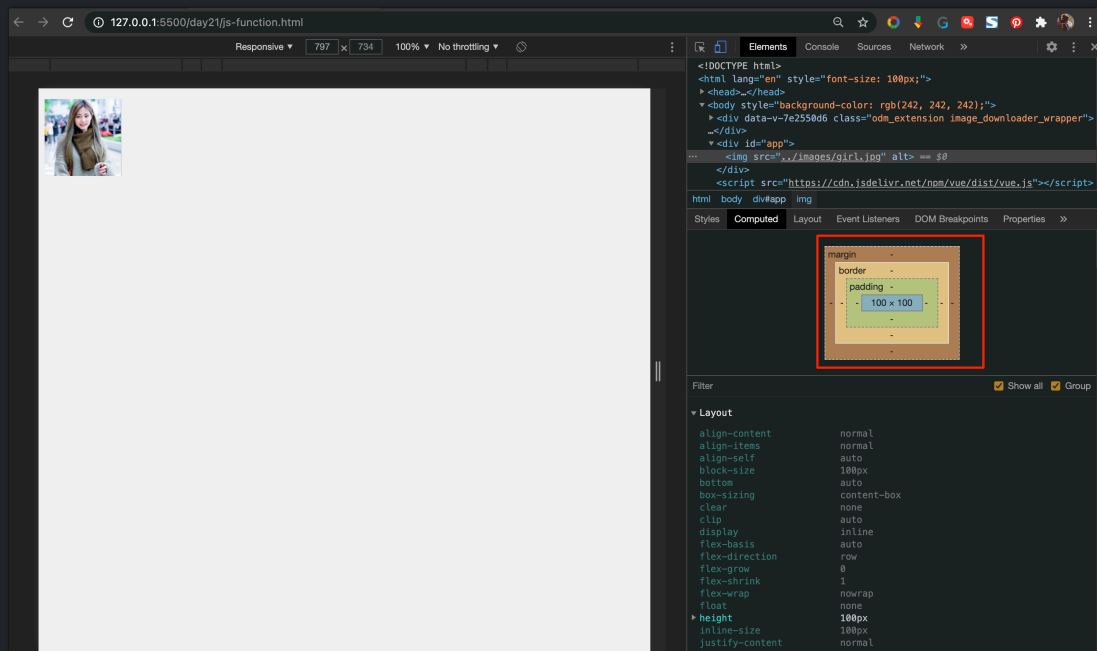 127.0.0.1:5500/day21/js-function.html
Responsive ▼ 797 x 734 100% ▼ No throttling ▼
Elements Console Sources Network »
<!DOCTYPE html>
<html lang="en" style="font-size: 100px;">
<head>…</head>
<body style="background-color: rgb(242, 242, 242);">
<div data-v-7e2550d6 class="odm_extension image_downloader_wrapper">
…</div>
<div id="app">
<img src="../images/girl.jpg" alt> == $0
</div>
<script src="https://cdn.jsdelivr.net/npm/vue/dist/vue.js"></script>
html body div#app img
Styles Computed Layout Event Listeners DOM Breakpoints Properties »
margin -
border -
padding -
- - - 100 × 100 - - -
-
-
-
Filter Show all Group
Layout
align-content normal
align-items normal
align-self auto
block-size 100px
bottom auto
box-sizing content-box
clear none
clip auto
display inline
flex-basis auto
flex-direction row
flex-grow 0
flex-shrink 1
flex-wrap nowrap
float none
height 100px
inline-size 100px
justify-content normal